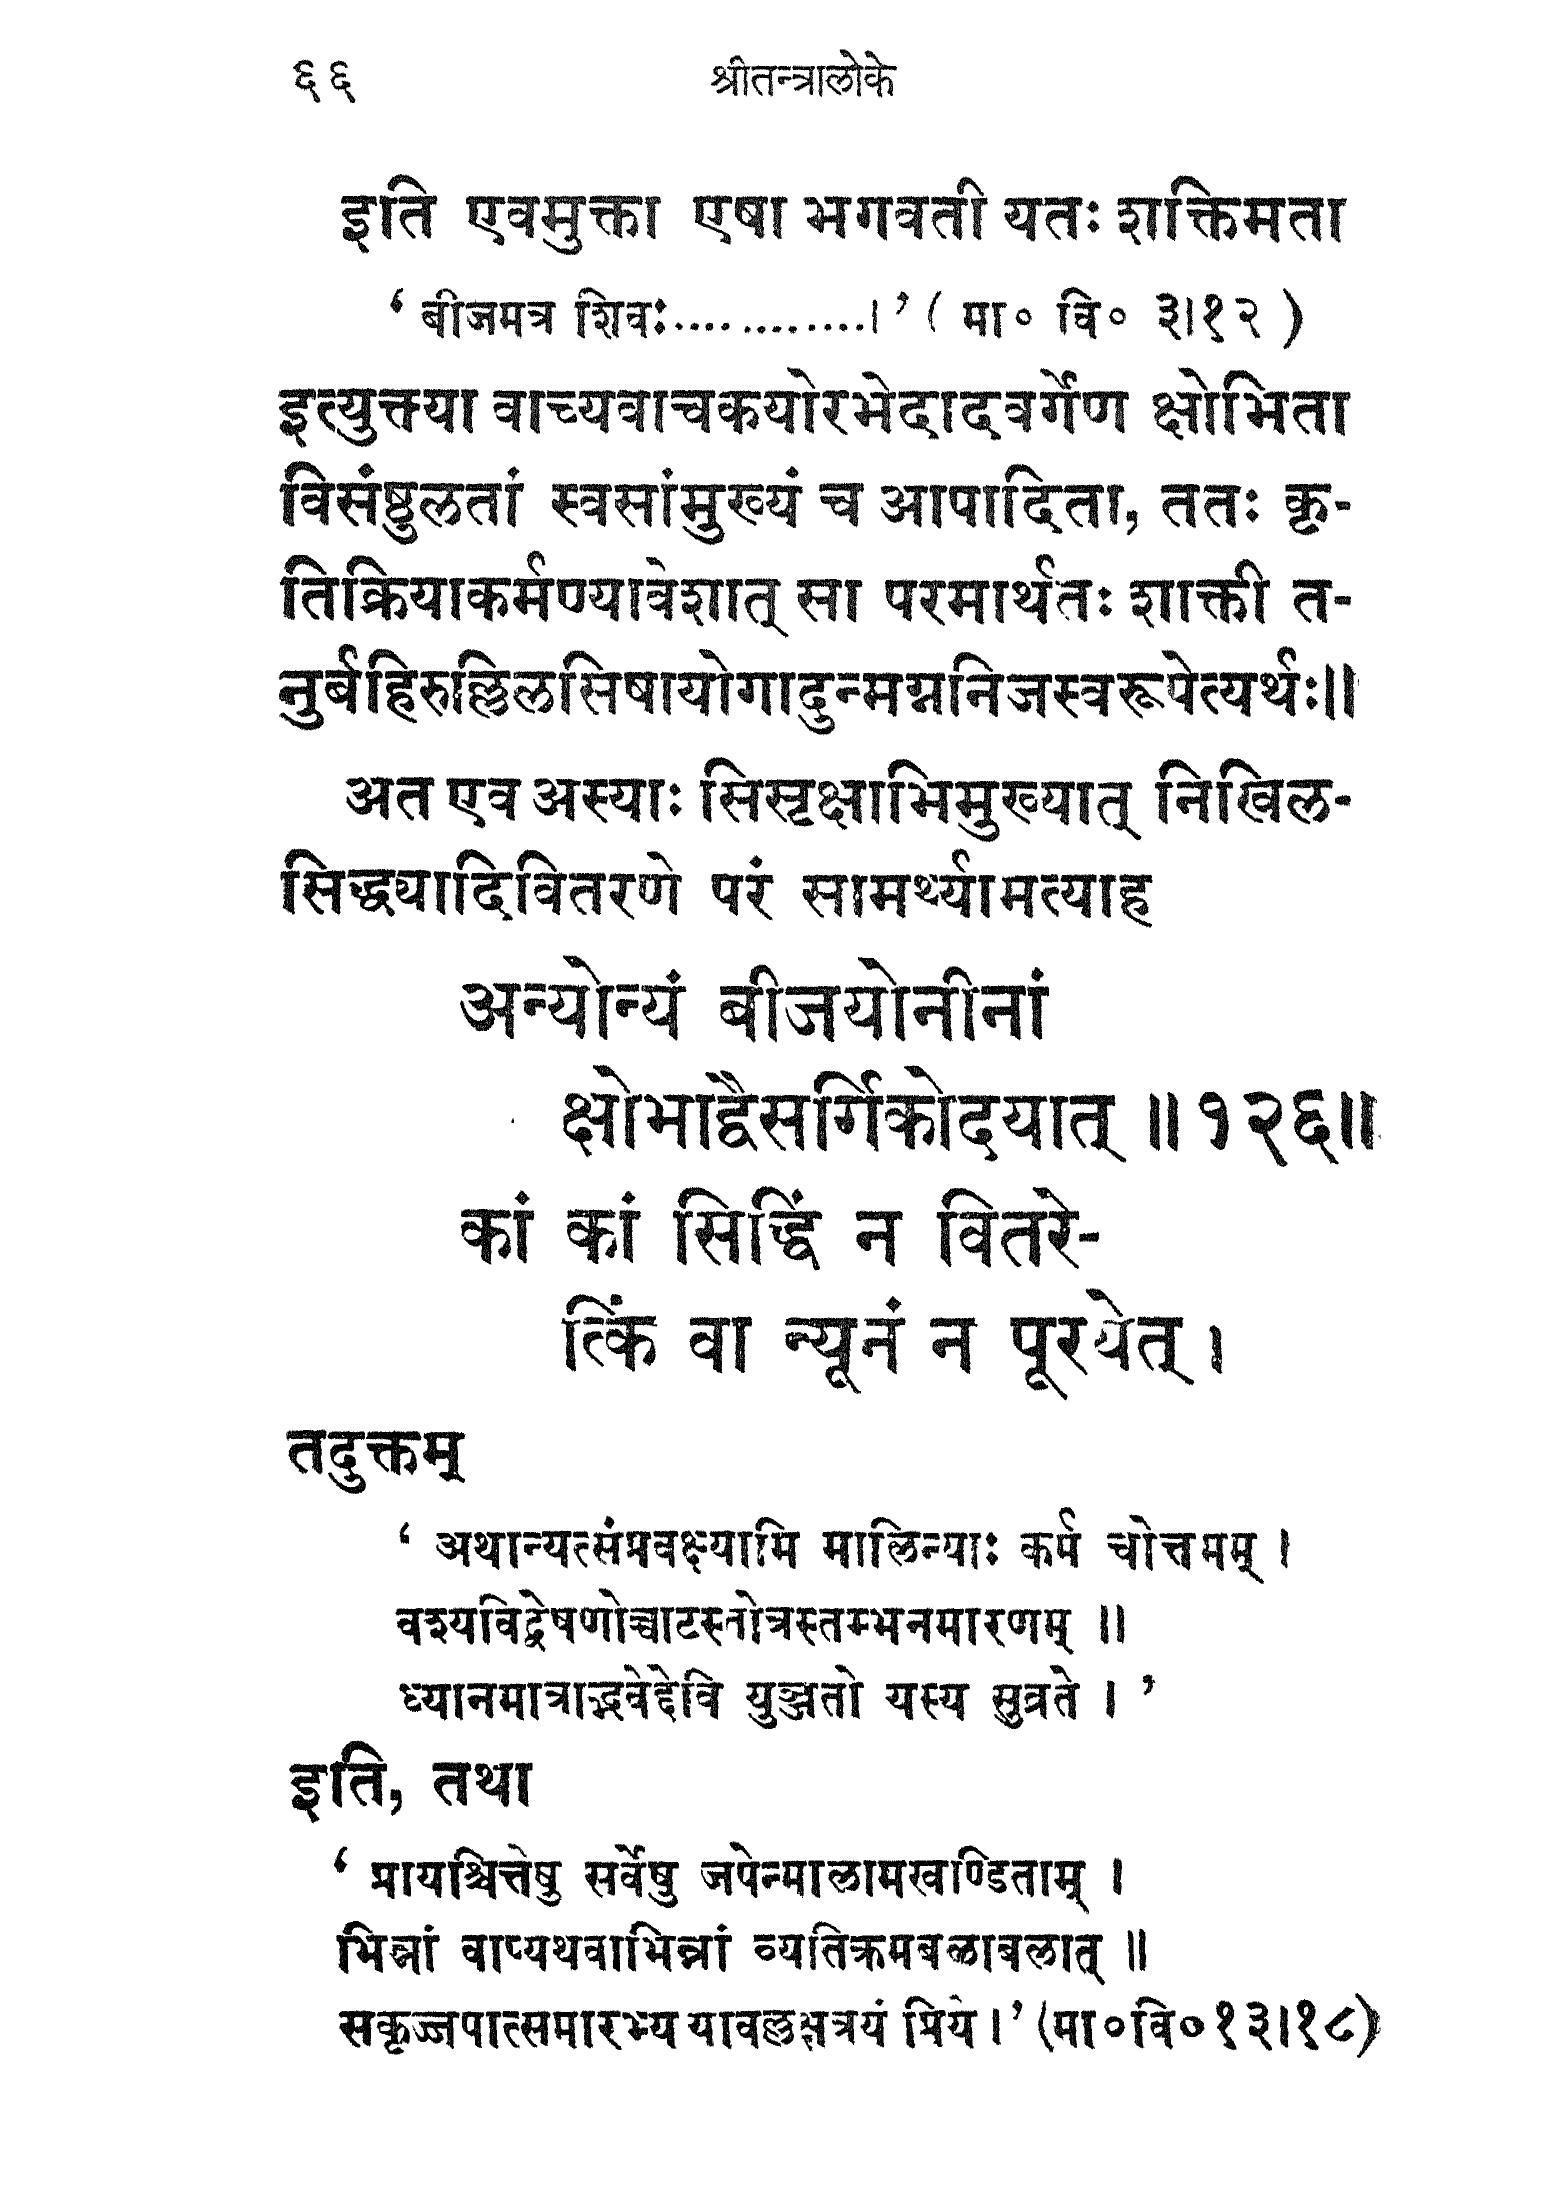 ६६ श्रीतन्त्रालोके
इति एवमुक्ता एषा भगवती यतः शक्तिमता
‘ बीजमत्र शिवः............।’ ( मा० वि० ३।१२ )
इत्युक्त्या वाच्यवाचकयोरभेदादवर्गेण क्षोभिता
विसंष्ठुलतां स्वसांमुख्यं च आपादिता, ततः कृ-
तिक्रियाकर्मण्यावेशात् सा परमार्थतः शाक्ती त-
नुर्बहिरुल्लिलसिषायोगादुन्मग्ननिजस्वरूपेत्यर्थः॥
अत एव अस्याः सिसृक्षाभिमुख्यात् निखिल-
सिद्ध्यादिवितरणे परं सामर्थ्यामत्याह
अन्योन्यं बीजयोनीनां
क्षोभाद्वैसर्गिकोदयात् ॥ १२६॥
कां कां सिद्धिं न वितरे-
त्किं वा न्यूनं न पूरयेत् ।
तदुक्तम्
‘ अथान्यत्संप्रवक्ष्यामि मालिन्याः कर्म चोत्तमम् ।
वश्यविद्वेषणोच्चाटस्तोत्रस्तम्भनमारणम् ॥
ध्यानमात्राद्भवेद्देवि युञ्जतो यस्य सुव्रते । ’
इति, तथा
‘ प्रायश्चित्तेषु सर्वेषु जपेन्मालामखण्डिताम् ।
भिन्नां वाप्यथवाभिन्नां व्यतिक्रमबलाबलात् ॥
सकृज्जपात्समारभ्य यावल्लक्षत्रयं प्रिये ।’ (मा०वि०१३।१८)